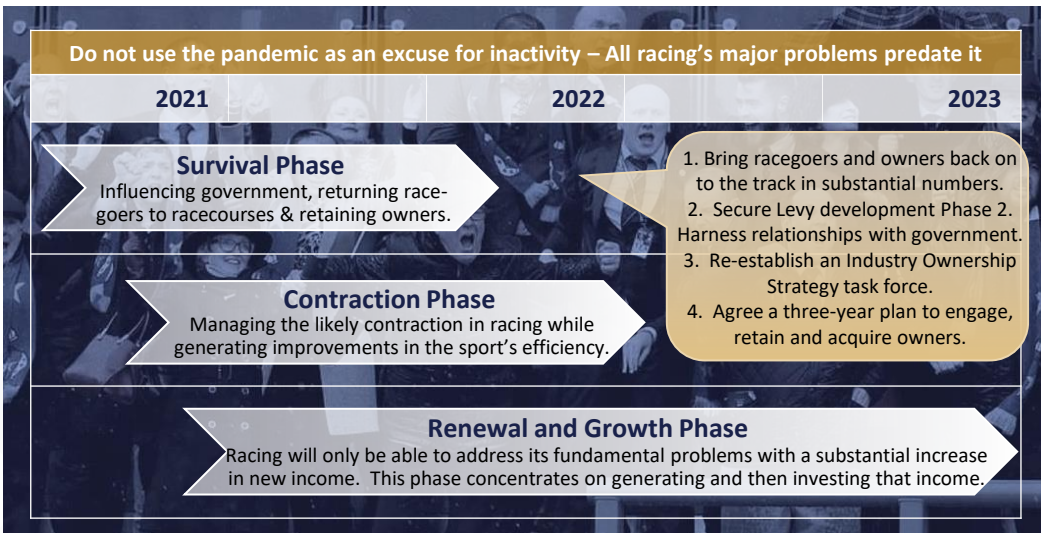 Do not use the pandemic as an excuse for inactivity – All racing's major problems predate it
2021 2022 2023
Survival Phase
Influencing government, returning race-
goers to racecourses & retaining owners.
1. Bring racegoers and owners back on
to the track in substantial numbers.
2. Secure Levy development Phase 2.
Harness relationships with government.
3. Re-establish an Industry Ownership
Strategy task force.
4. Agree a three-year plan to engage,
retain and acquire owners.
Contraction Phase
Managing the likely contraction in racing while
generating improvements in the sport's efficiency.
Renewal and Growth Phase
Racing will only be able to address its fundamental problems with a substantial increase
in new income. This phase concentrates on generating and then investing that income.